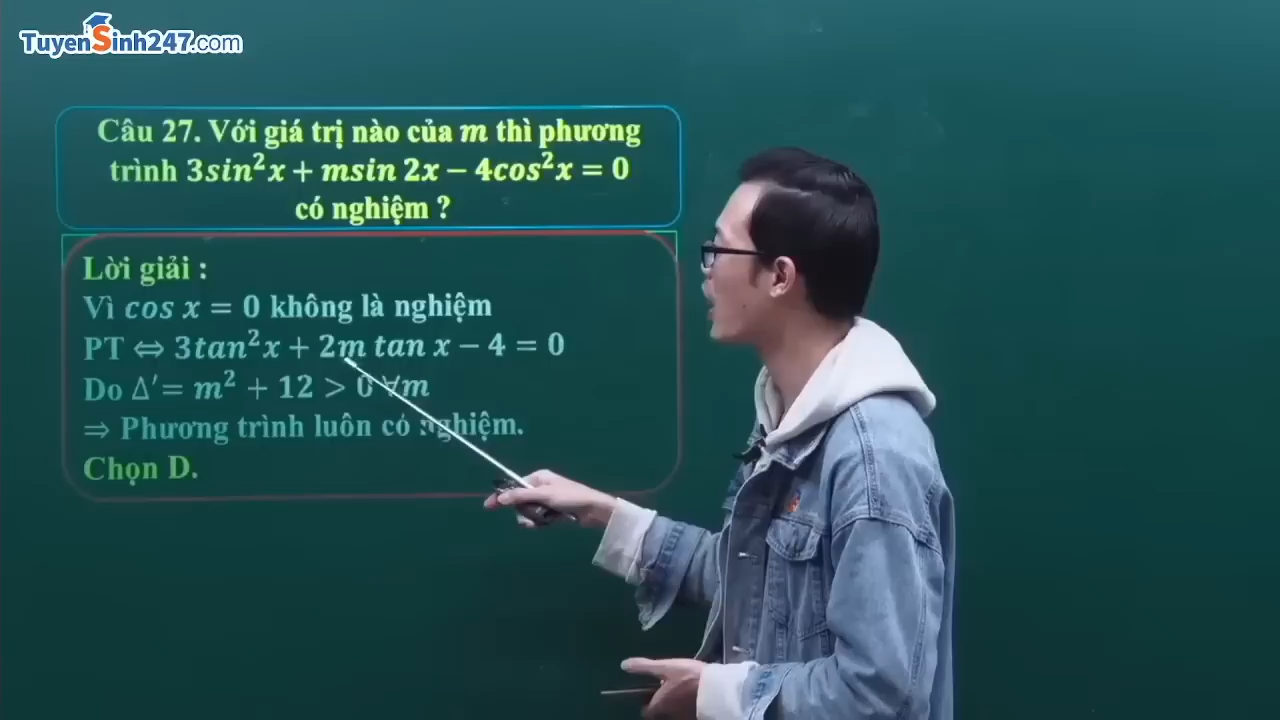 TuyenSinh247.com
Câu 27. Với giá trị nào của m thì phương
trình 3sin²x + msin 2x − 4cos²x = 0
có nghiệm ?
Lời giải :
Vì cos x = 0 không là nghiệm
PT ⇔ 3tan²x + 2m tan x − 4 = 0
Do Δ′= m² + 12 > 0 ∀m
⇒ Phương trình luôn có nghiệm.
Chọn D.